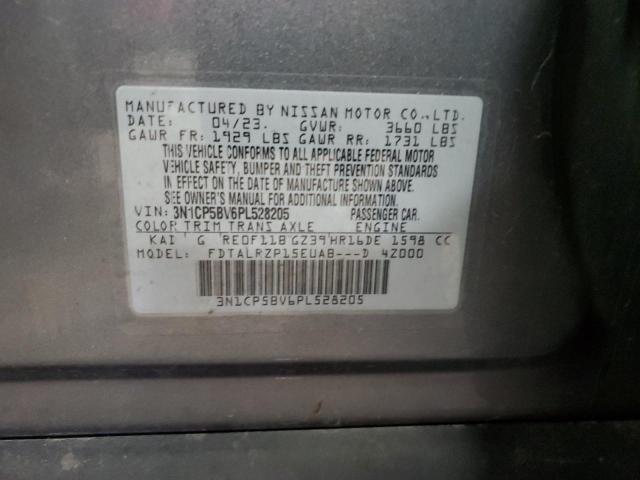 MANUFACTURED BY NISSAN MOTOR CO.,LTD.
DATE: 04/23. GVWR: 3660 LBS
GAWR FR: 1929 LBS GAWR RR: 1731 LBS
THIS VEHICLE CONFORMS TO ALL APPLICABLE FEDERAL MOTOR
VEHICLE SAFETY, BUMPER AND THEFT PREVENTION STANDARDS
IN EFFECT ON THE DATE OF MANUFACTURE SHOWN ABOVE.
SEE OWNER'S MANUAL FOR ADDITIONAL INFORMATION.
VIN: 3N1CP5BV6PL528205 PASSENGER CAR.
COLOR TRIM TRANS AXLE ENGINE
KAD G RE0F11B GZ39 HR16DE 1598 CC
MODEL: FDTALRZP15EUAB---D 4Z000
3N1CP5BV6PL528205